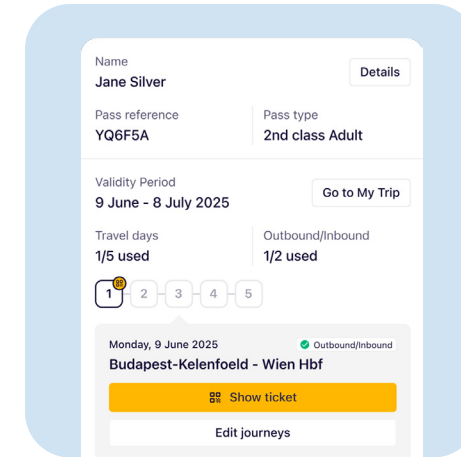 Name
Jane Silver
Details
Pass reference
YQ6F5A
Pass type
2nd class Adult
Validity Period
9 June - 8 July 2025
Go to My Trip
Travel days
1/5 used
Outbound/Inbound
1/2 used
1 2 3 4 5
Monday, 9 June 2025
Outbound/Inbound
Budapest-Kelenfoeld - Wien Hbf
Show ticket
Edit journeys